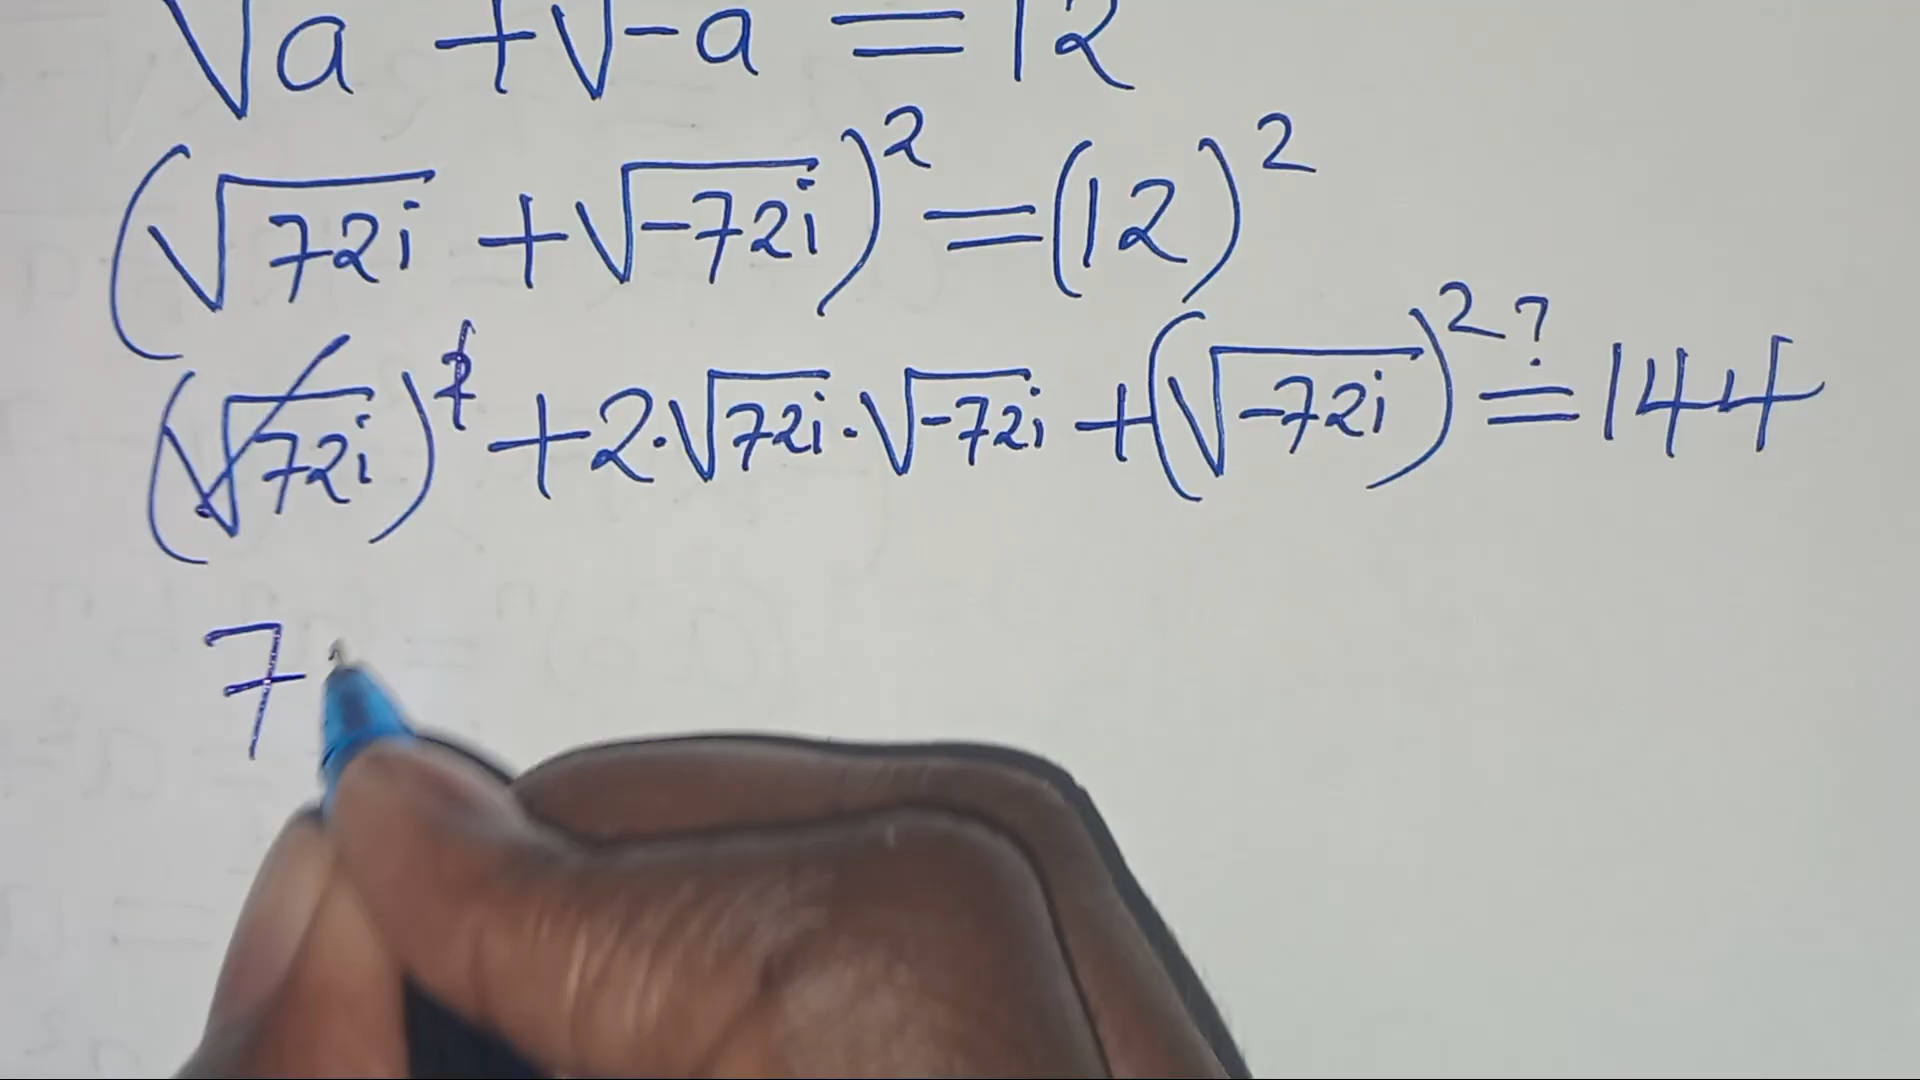 √a + √-a = 12
(√72i + √-72i)² = (12)²
(√72i)² + 2·√72i·√-72i + (√-72i)² ?= 144
7